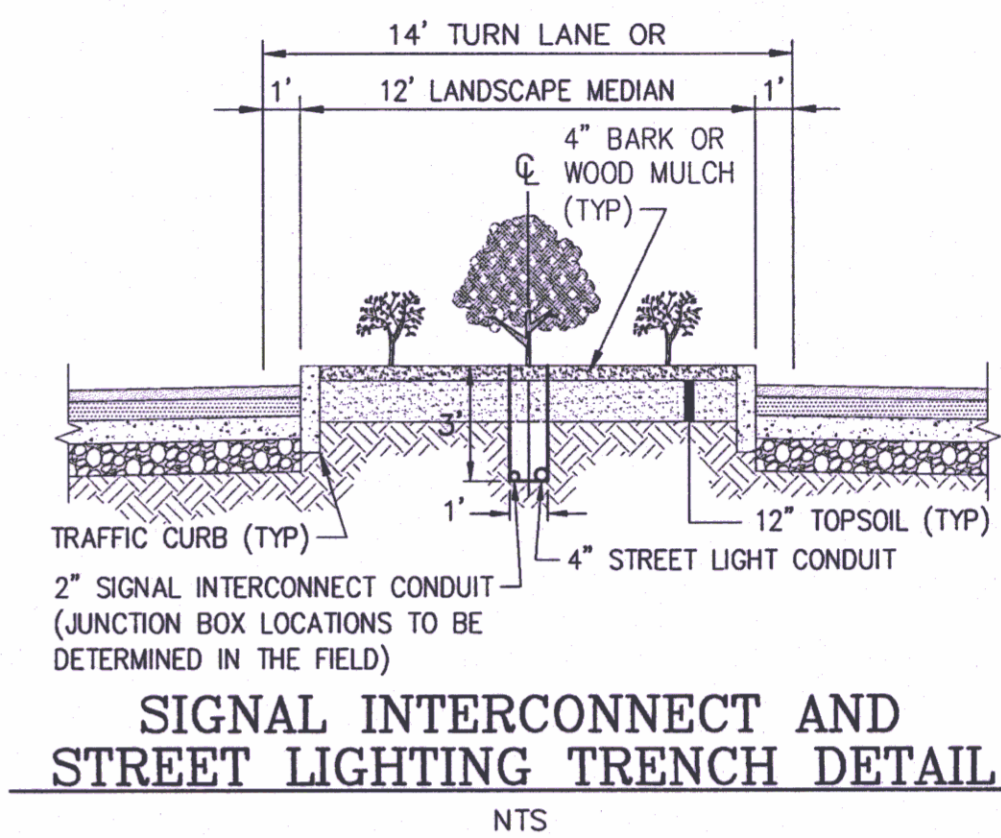 14' TURN LANE OR
1' 12' LANDSCAPE MEDIAN 1'
4" BARK OR
WOOD MULCH
(TYP)
℄
3'
1'
TRAFFIC CURB (TYP)
12" TOPSOIL (TYP)
4" STREET LIGHT CONDUIT
2" SIGNAL INTERCONNECT CONDUIT
(JUNCTION BOX LOCATIONS TO BE
DETERMINED IN THE FIELD)
SIGNAL INTERCONNECT AND
STREET LIGHTING TRENCH DETAIL
NTS